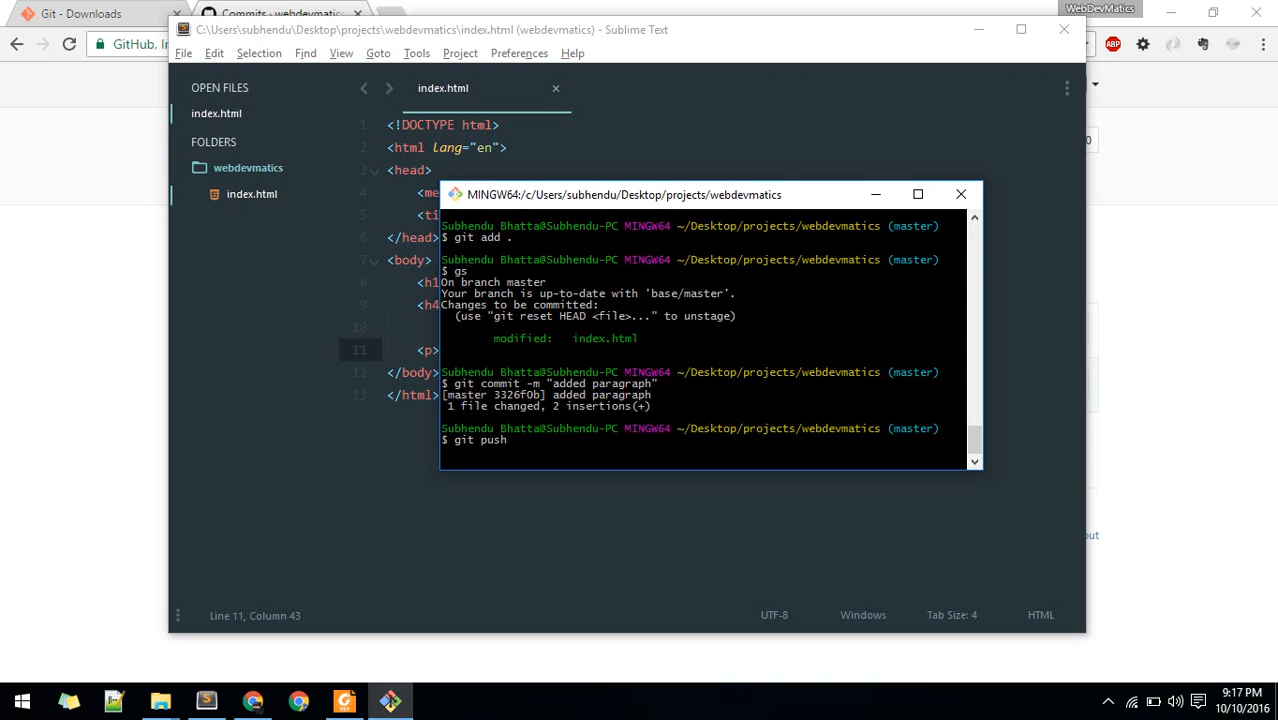 Git - Downloads
Commits · webdevmatics
WebDevMatics
GitHub, In
ABP
C:\Users\subhendu\Desktop\projects\webdevmatics\index.html (webdevmatics) - Sublime Text
File Edit Selection Find View Goto Tools Project Preferences Help
OPEN FILES
index.html
FOLDERS
webdevmatics
index.html
index.html
1 <!DOCTYPE html>
2 <html lang="en">
3 <head>
4 <me
5 <ti
6 </head>
7 <body>
8 <h1
9 <h4
10
11 <p>
12 </body>
13 </html>
MINGW64:/c/Users/subhendu/Desktop/projects/webdevmatics
Subhendu Bhatta@Subhendu-PC MINGW64 ~/Desktop/projects/webdevmatics (master)
$ git add .
Subhendu Bhatta@Subhendu-PC MINGW64 ~/Desktop/projects/webdevmatics (master)
$ gs
On branch master
Your branch is up-to-date with 'base/master'.
Changes to be committed:
(use "git reset HEAD <file>..." to unstage)
modified: index.html
Subhendu Bhatta@Subhendu-PC MINGW64 ~/Desktop/projects/webdevmatics (master)
$ git commit -m "added paragraph"
[master 3326f0b] added paragraph
1 file changed, 2 insertions(+)
Subhendu Bhatta@Subhendu-PC MINGW64 ~/Desktop/projects/webdevmatics (master)
$ git push
0
out
Line 11, Column 43
UTF-8
Windows
Tab Size: 4
HTML
9:17 PM
10/10/2016